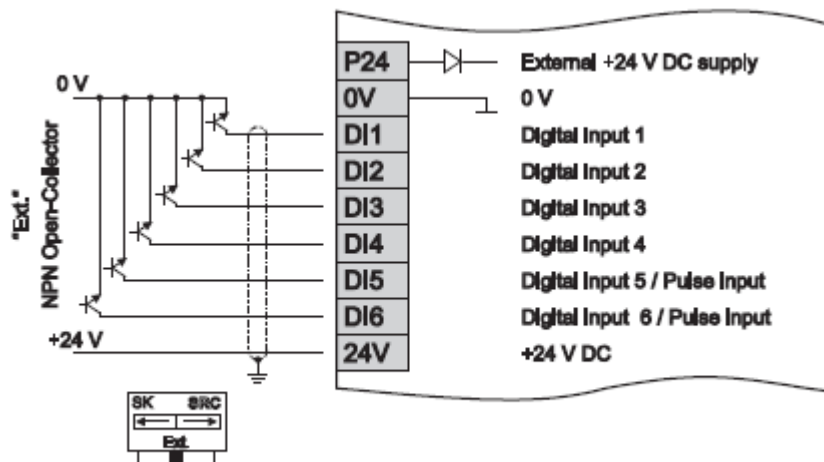 P24 External +24 V DC supply
0 V 0V 0 V
DI1 Digital Input 1
DI2 Digital Input 2
DI3 Digital Input 3
DI4 Digital Input 4
DI5 Digital Input 5 / Pulse Input
DI6 Digital Input 6 / Pulse Input
+24 V 24V +24 V DC
"Ext."
NPN Open-Collector
SK SRC
Ext.